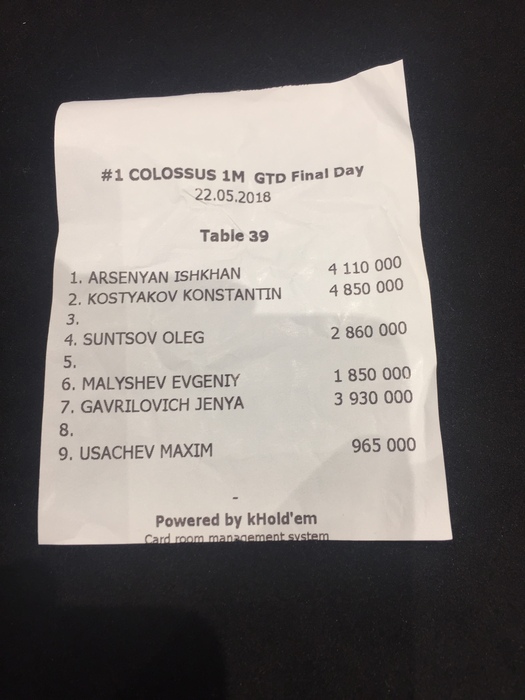 #1 COLOSSUS 1M GTD Final Day
22.05.2018
Table 39
1. ARSENYAN ISHKHAN 4 110 000
2. KOSTYAKOV KONSTANTIN 4 850 000
3.
4. SUNTSOV OLEG 2 860 000
5.
6. MALYSHEV EVGENIY 1 850 000
7. GAVRILOVICH JENYA 3 930 000
8.
9. USACHEV MAXIM 965 000
-
Powered by kHold'em
Card room management system